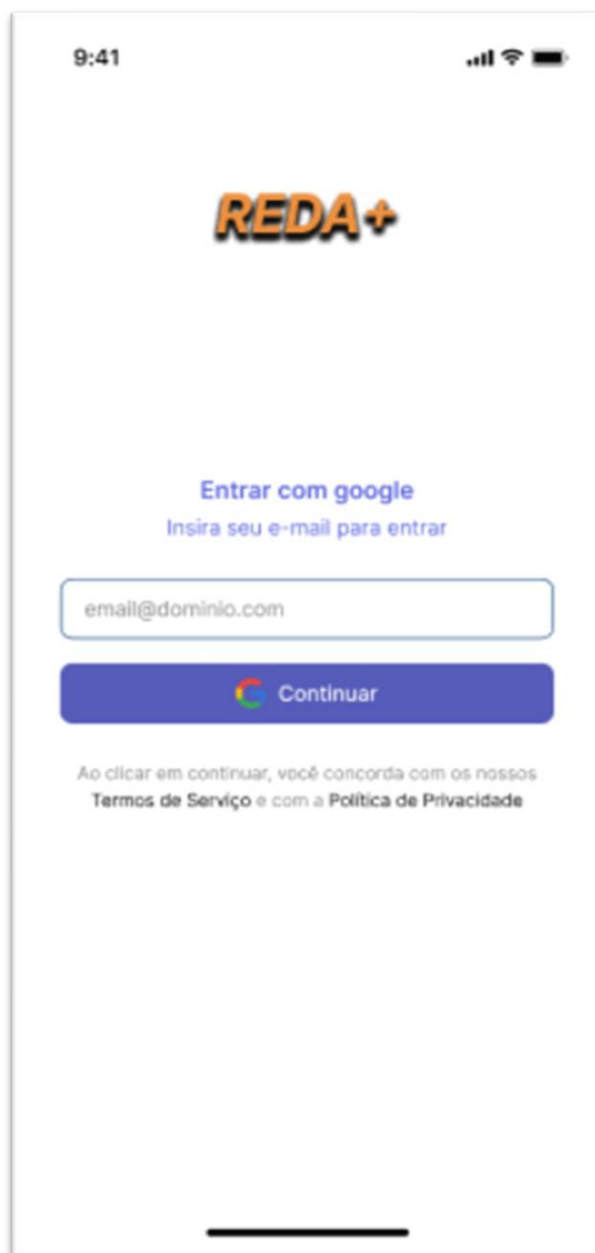 9:41
REDA+
Entrar com google
Insira seu e-mail para entrar
email@dominio.com
Continuar
Ao clicar em continuar, você concorda com os nossos
Termos de Serviço e com a Política de Privacidade